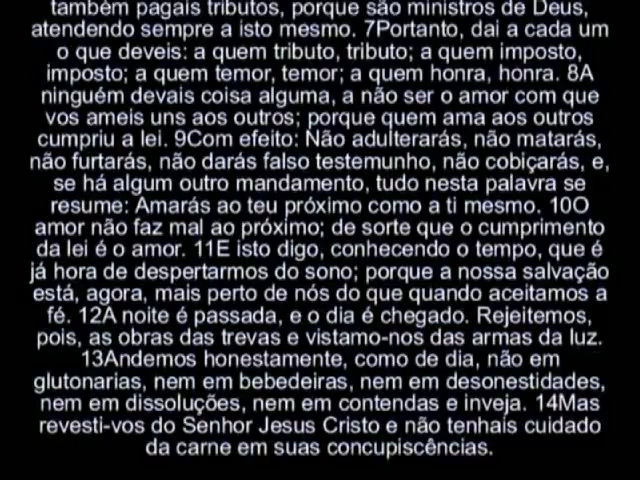 também pagais tributos, porque são ministros de Deus,
atendendo sempre a isto mesmo. 7Portanto, dai a cada um
o que deveis: a quem tributo, tributo; a quem imposto,
imposto; a quem temor, temor; a quem honra, honra. 8A
ninguém devais coisa alguma, a não ser o amor com que
vos ameis uns aos outros; porque quem ama aos outros
cumpriu a lei. 9Com efeito: Não adulterarás, não matarás,
não furtarás, não darás falso testemunho, não cobiçarás, e,
se há algum outro mandamento, tudo nesta palavra se
resume: Amarás ao teu próximo como a ti mesmo. 10O
amor não faz mal ao próximo; de sorte que o cumprimento
da lei é o amor. 11E isto digo, conhecendo o tempo, que é
já hora de despertarmos do sono; porque a nossa salvação
está, agora, mais perto de nós do que quando aceitamos a
fé. 12A noite é passada, e o dia é chegado. Rejeitemos,
pois, as obras das trevas e vistamo-nos das armas da luz.
13Andemos honestamente, como de dia, não em
glutonarias, nem em bebedeiras, nem em desonestidades,
nem em dissoluções, nem em contendas e inveja. 14Mas
revesti-vos do Senhor Jesus Cristo e não tenhais cuidado
da carne em suas concupiscências.